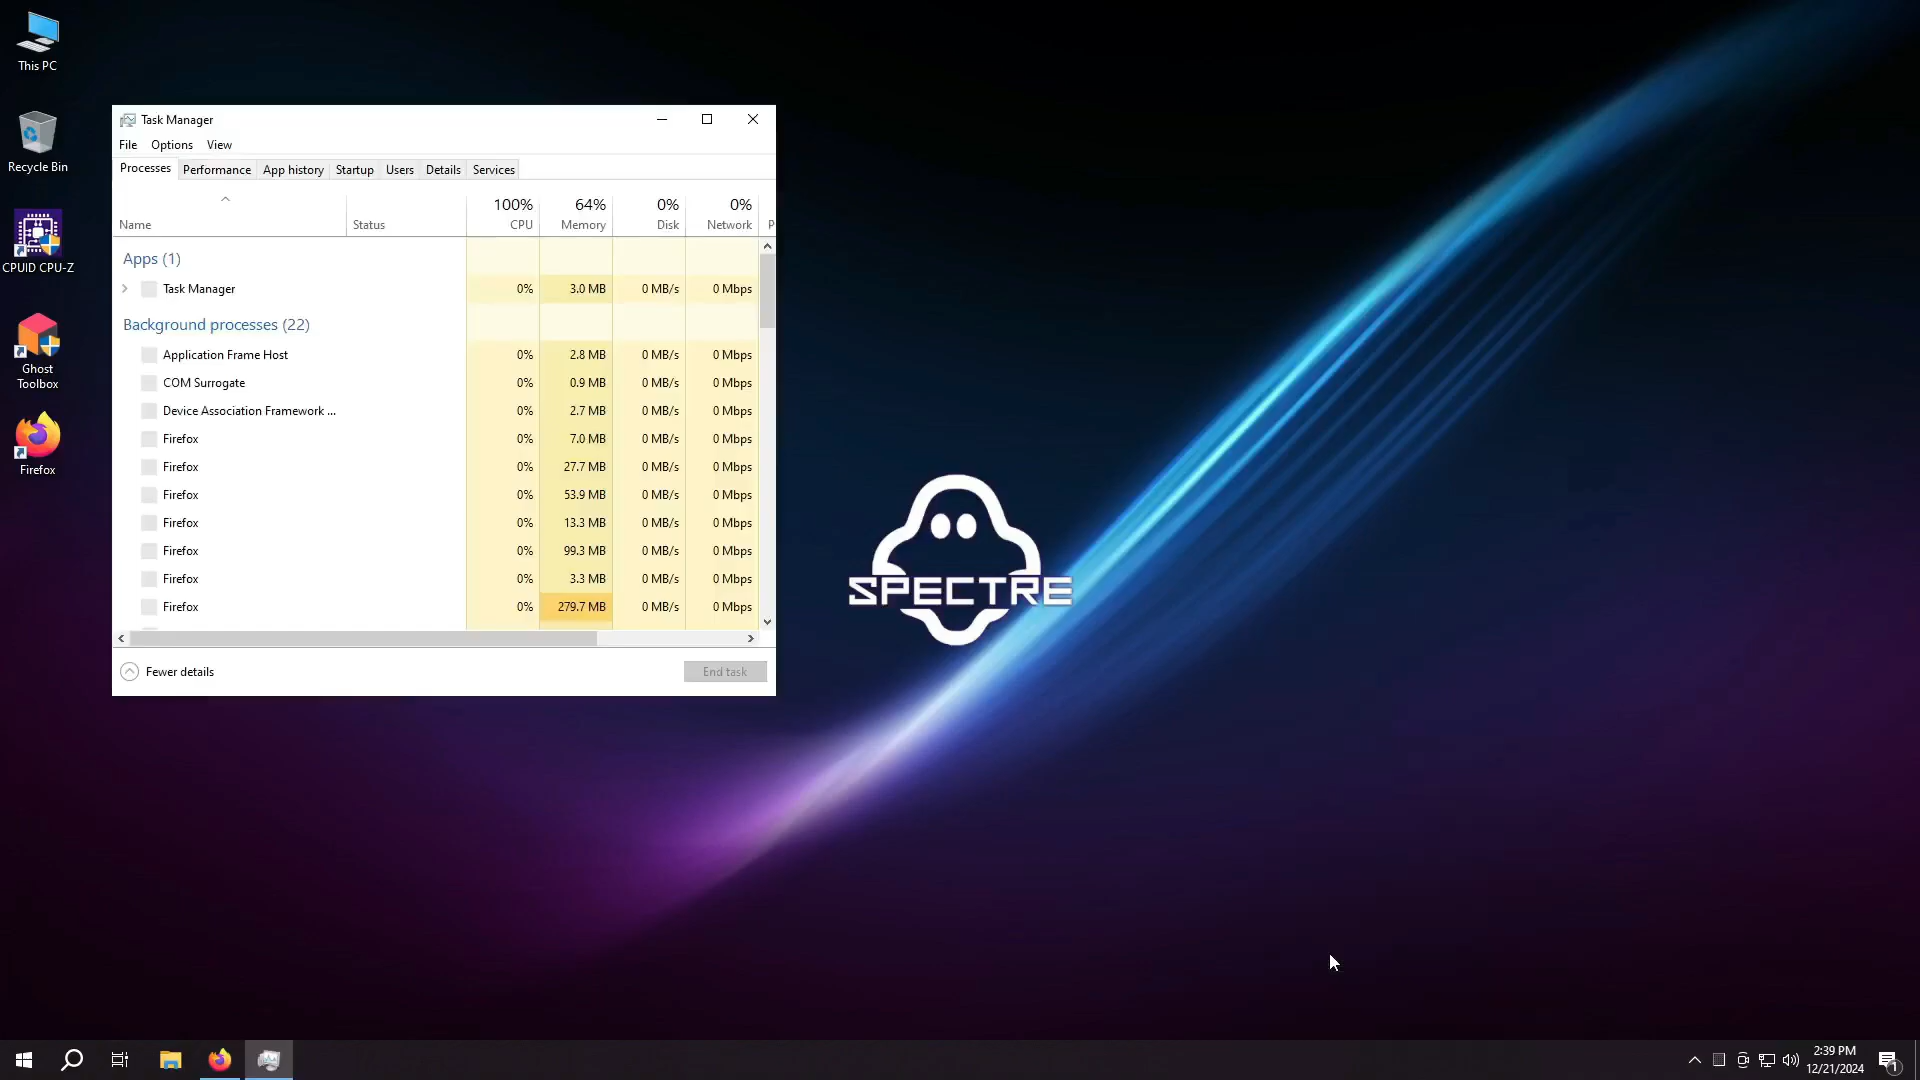 This PC
Recycle Bin
CPUID CPU-Z
Ghost
Toolbox
Firefox
Task Manager
File Options View
Processes Performance App history Startup Users Details Services
100% 64% 0% 0%
Name Status CPU Memory Disk Network P
Apps (1)
Task Manager 0% 3.0 MB 0 MB/s 0 Mbps
Background processes (22)
Application Frame Host 0% 2.8 MB 0 MB/s 0 Mbps
COM Surrogate 0% 0.9 MB 0 MB/s 0 Mbps
Device Association Framework ... 0% 2.7 MB 0 MB/s 0 Mbps
Firefox 0% 7.0 MB 0 MB/s 0 Mbps
Firefox 0% 27.7 MB 0 MB/s 0 Mbps
Firefox 0% 53.9 MB 0 MB/s 0 Mbps
Firefox 0% 13.3 MB 0 MB/s 0 Mbps
Firefox 0% 99.3 MB 0 MB/s 0 Mbps
Firefox 0% 3.3 MB 0 MB/s 0 Mbps
Firefox 0% 279.7 MB 0 MB/s 0 Mbps
Fewer details End task
SPECTRE
2:39 PM
12/21/2024
1